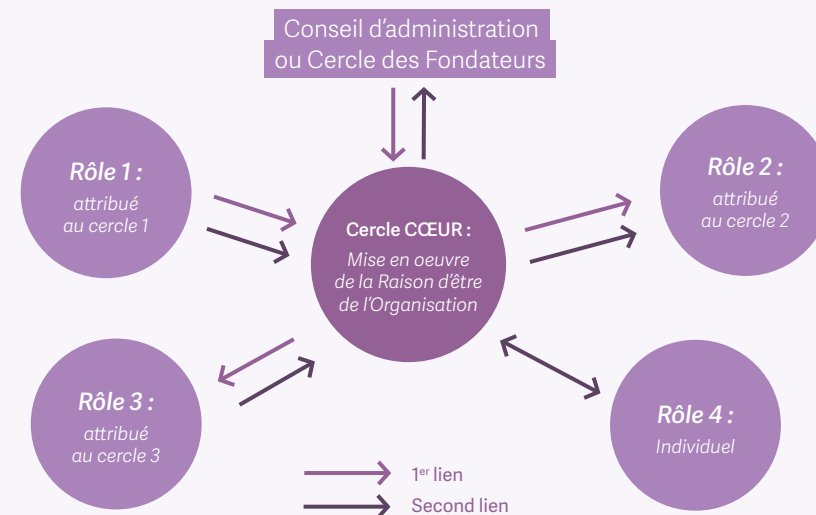 Conseil d'administration
ou Cercle des Fondateurs
Rôle 1 :
attribué
au cercle 1
Rôle 2 :
attribué
au cercle 2
Cercle CŒUR :
Mise en oeuvre
de la Raison d'être
de l'Organisation
Rôle 3 :
attribué
au cercle 3
Rôle 4 :
Individuel
1er lien
Second lien